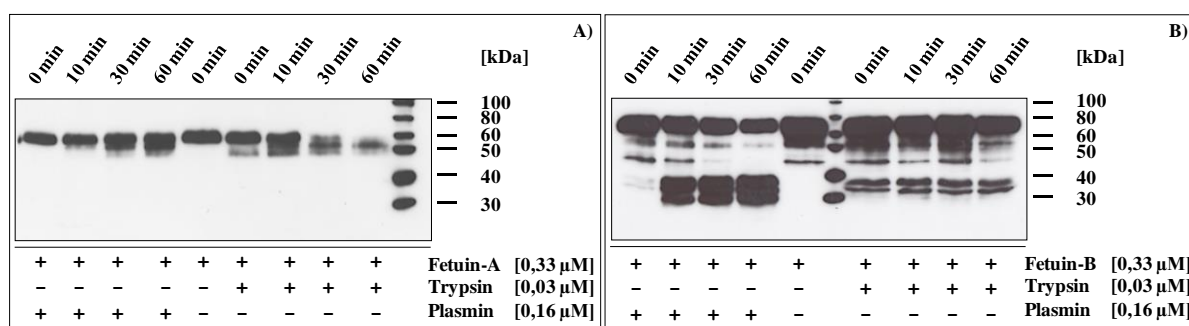 A)
0 min 10 min 30 min 60 min 0 min 0 min 10 min 30 min 60 min [kDa]
100
80
60
50
40
30
+ + + + + + + + + Fetuin-A [0,33 µM]
– – – – – + + + + Trypsin [0,03 µM]
+ + + + – – – – – Plasmin [0,16 µM]
B)
0 min 10 min 30 min 60 min 0 min 0 min 10 min 30 min 60 min [kDa]
100
80
60
50
40
30
+ + + + + + + + + Fetuin-B [0,33 µM]
– – – – – + + + + Trypsin [0,03 µM]
+ + + + – – – – – Plasmin [0,16 µM]